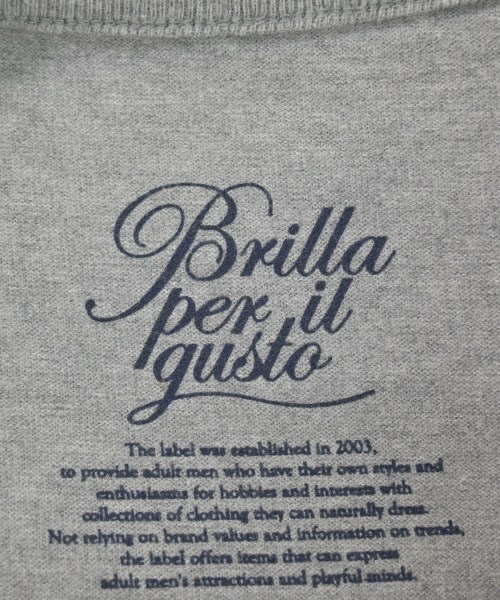 Brilla
per il
gusto
The label was established in 2003,
to provide adult men who have their own styles and
enthusiasms for hobbies and interests with
collections of clothing they can naturally dress.
Not relying on brand values and information on trends,
the label offers items that can express
adult men's attractions and playful minds.